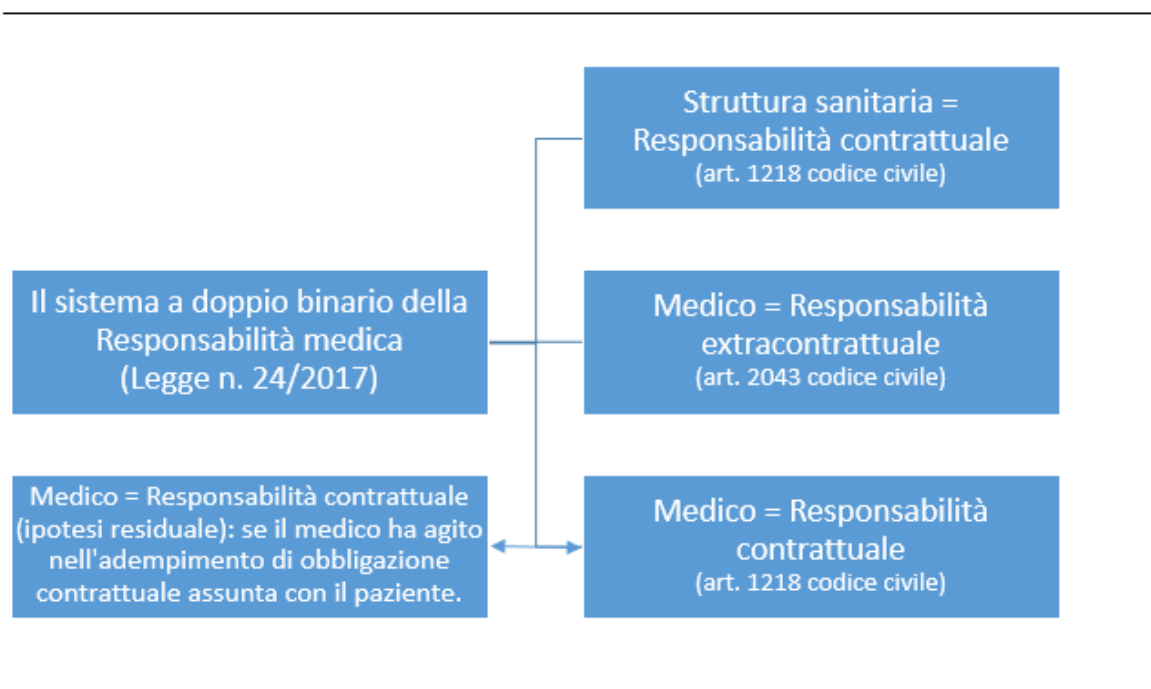 Struttura sanitaria =
Responsabilità contrattuale
(art. 1218 codice civile)
Il sistema a doppio binario della
Responsabilità medica
(Legge n. 24/2017)
Medico = Responsabilità
extracontrattuale
(art. 2043 codice civile)
Medico = Responsabilità contrattuale
(ipotesi residuale): se il medico ha agito
nell'adempimento di obbligazione
contrattuale assunta con il paziente.
Medico = Responsabilità
contrattuale
(art. 1218 codice civile)